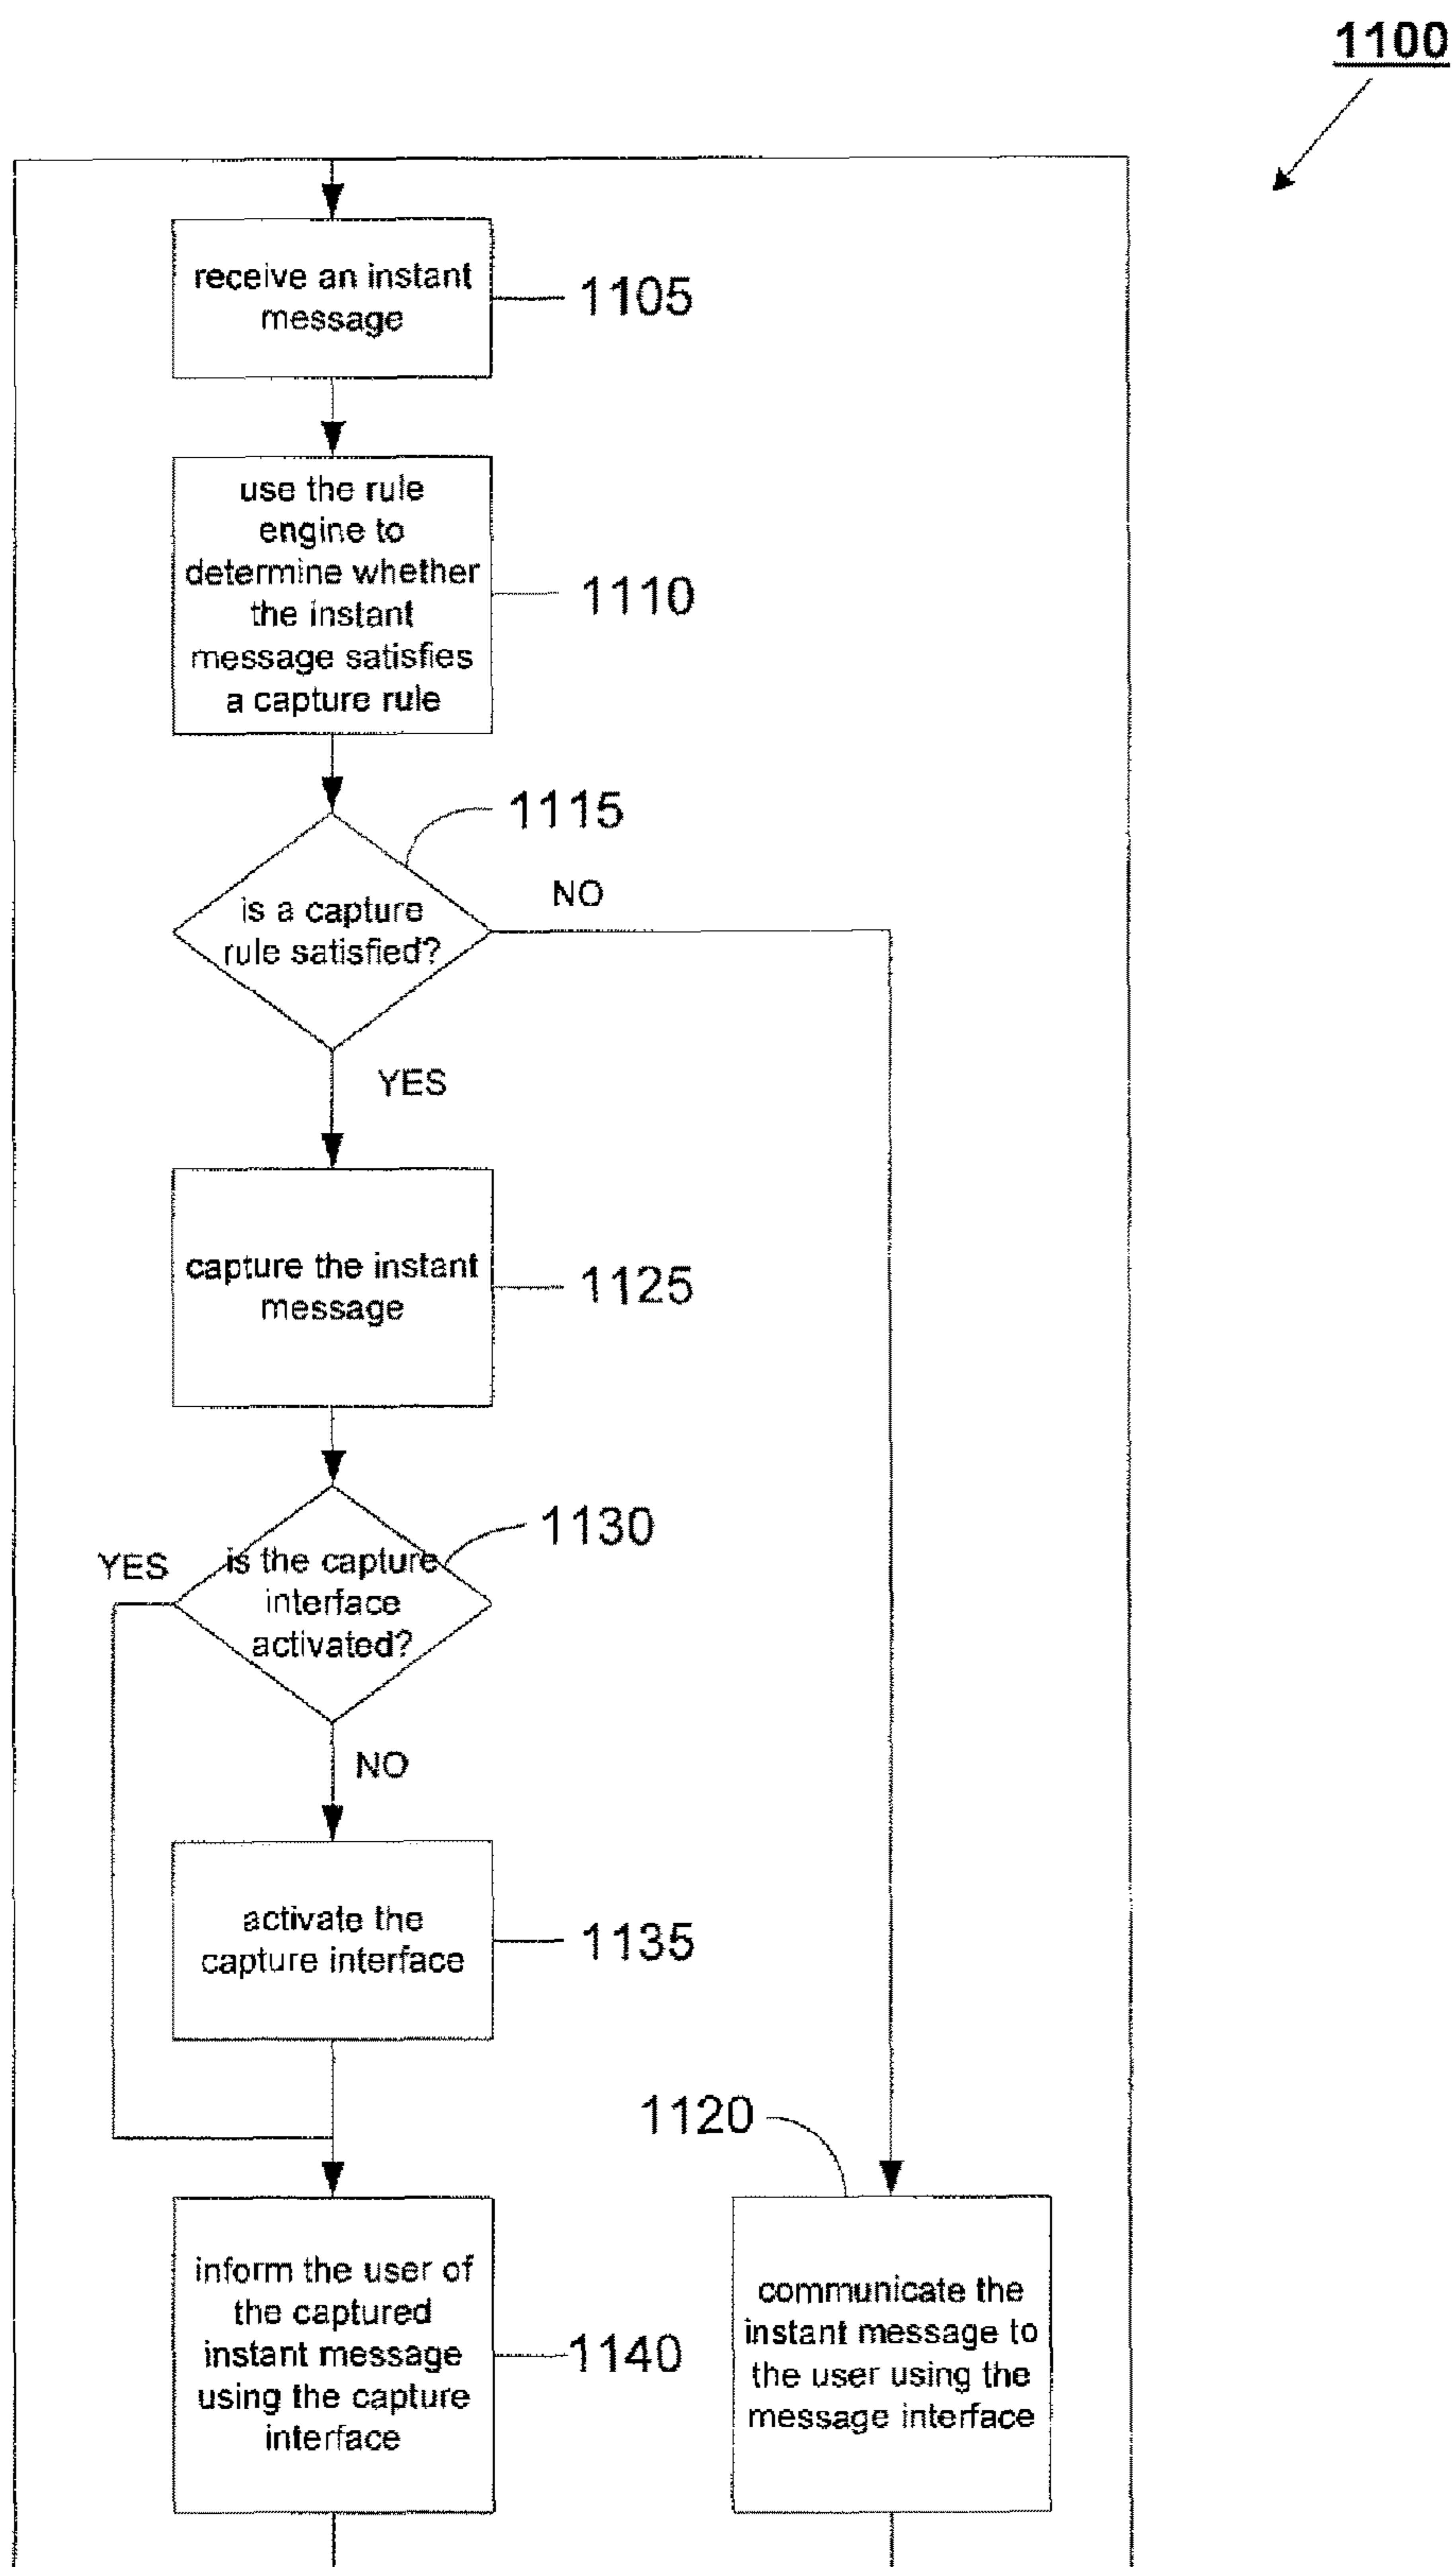 1100
receive an instant
message
1105
use the rule
engine to
determine whether
the instant
message satisfies
a capture rule
1110
1115
is a capture
rule satisfied?
NO
YES
capture the instant
message
1125
1130
YES
is the capture
interface
activated?
NO
activate the
capture interface
1135
1120
inform the user of
the captured
instant message
using the capture
interface
1140
communicate the
instant message to
the user using the
message interface